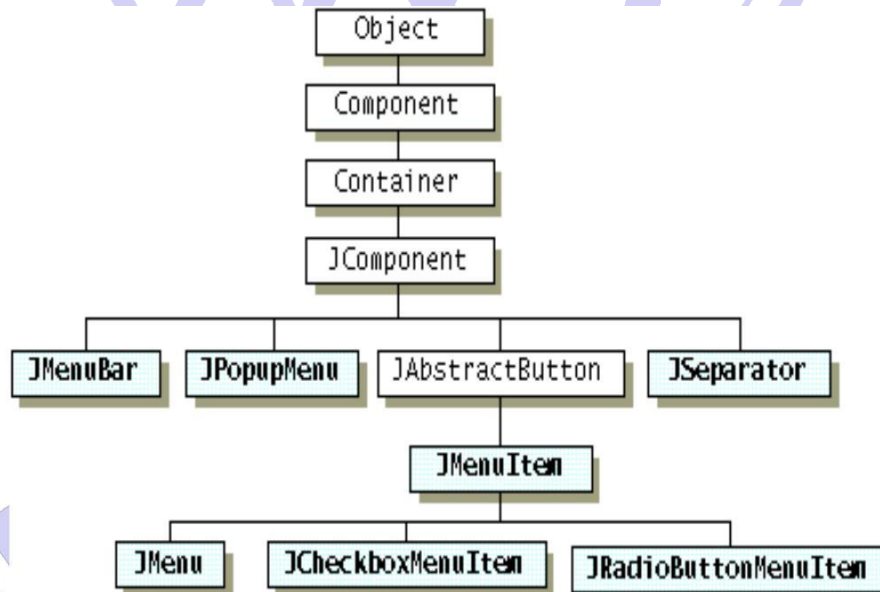 Object
Component
Container
JComponent
JMenuBar JPopupMenu JAbstractButton JSeparator
JMenuItem
JMenu JCheckboxMenuItem JRadioButtonMenuItem